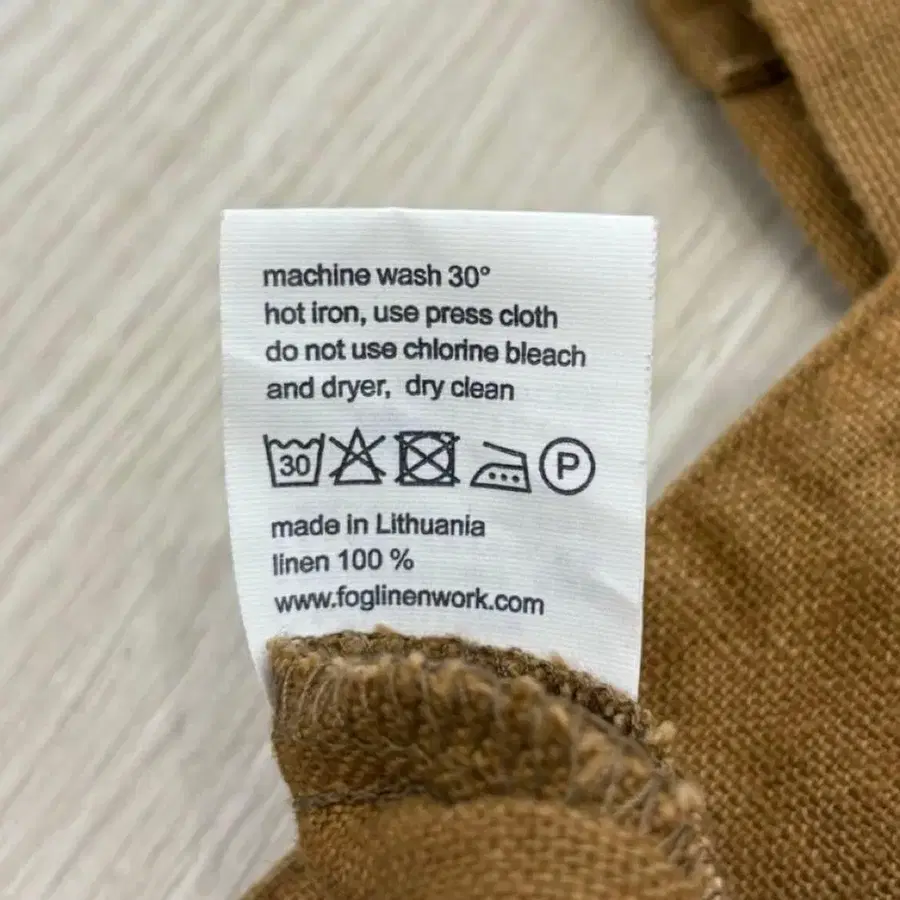 machine wash 30°
hot iron, use press cloth
do not use chlorine bleach
and dryer, dry clean
30 P
made in Lithuania
linen 100 %
www.foglinenwork.com